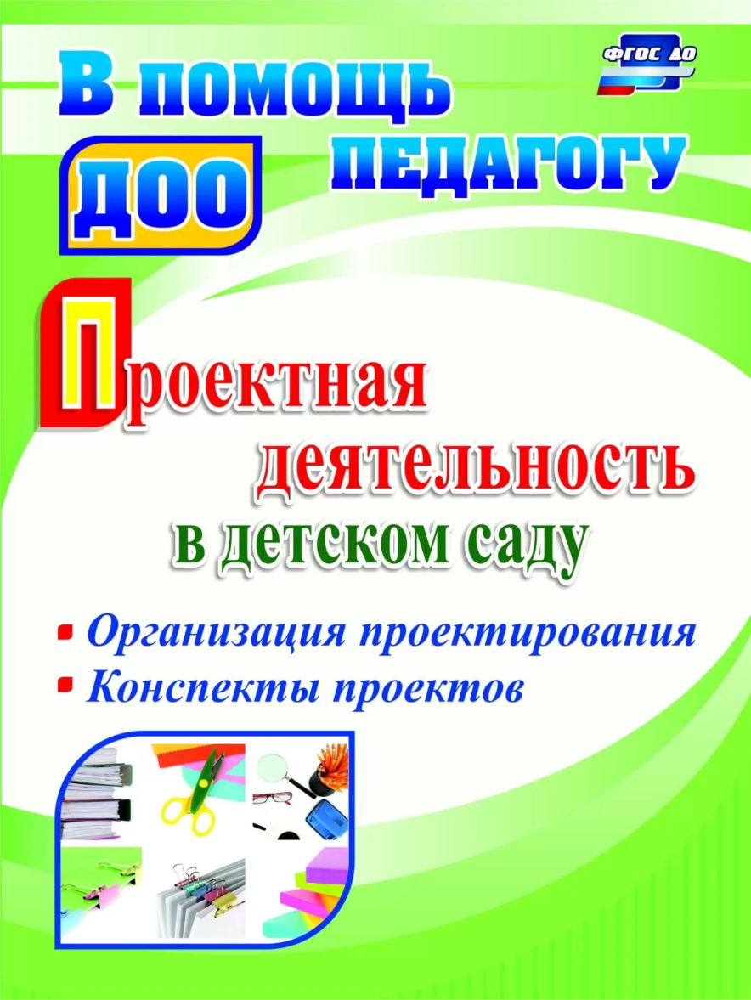 ФГОС ДО
В ПОМОЩЬ
ПЕДАГОГУ
ДОО
Проектная
деятельность
в детском саду
Организация проектирования
Конспекты проектов